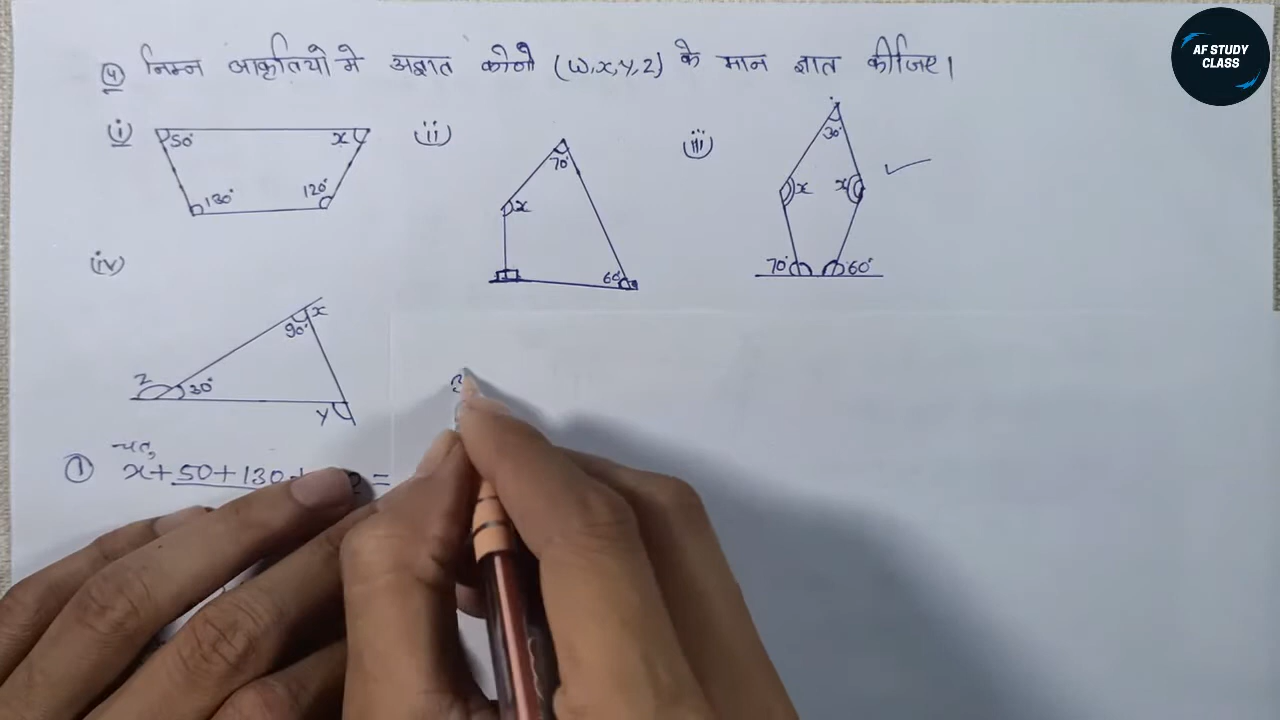 ④ निम्न आकृतियो मे अज्ञात कोनो (W,x,y,z) के मान ज्ञात कीजिए।
AF STUDY
CLASS
(i) 50° x 130° 120°
(ii) 70° x 60°
(iii) 30° x x 70° 60°
(iv)
90° x z 30° y
चतु,
① x+50+130+ =